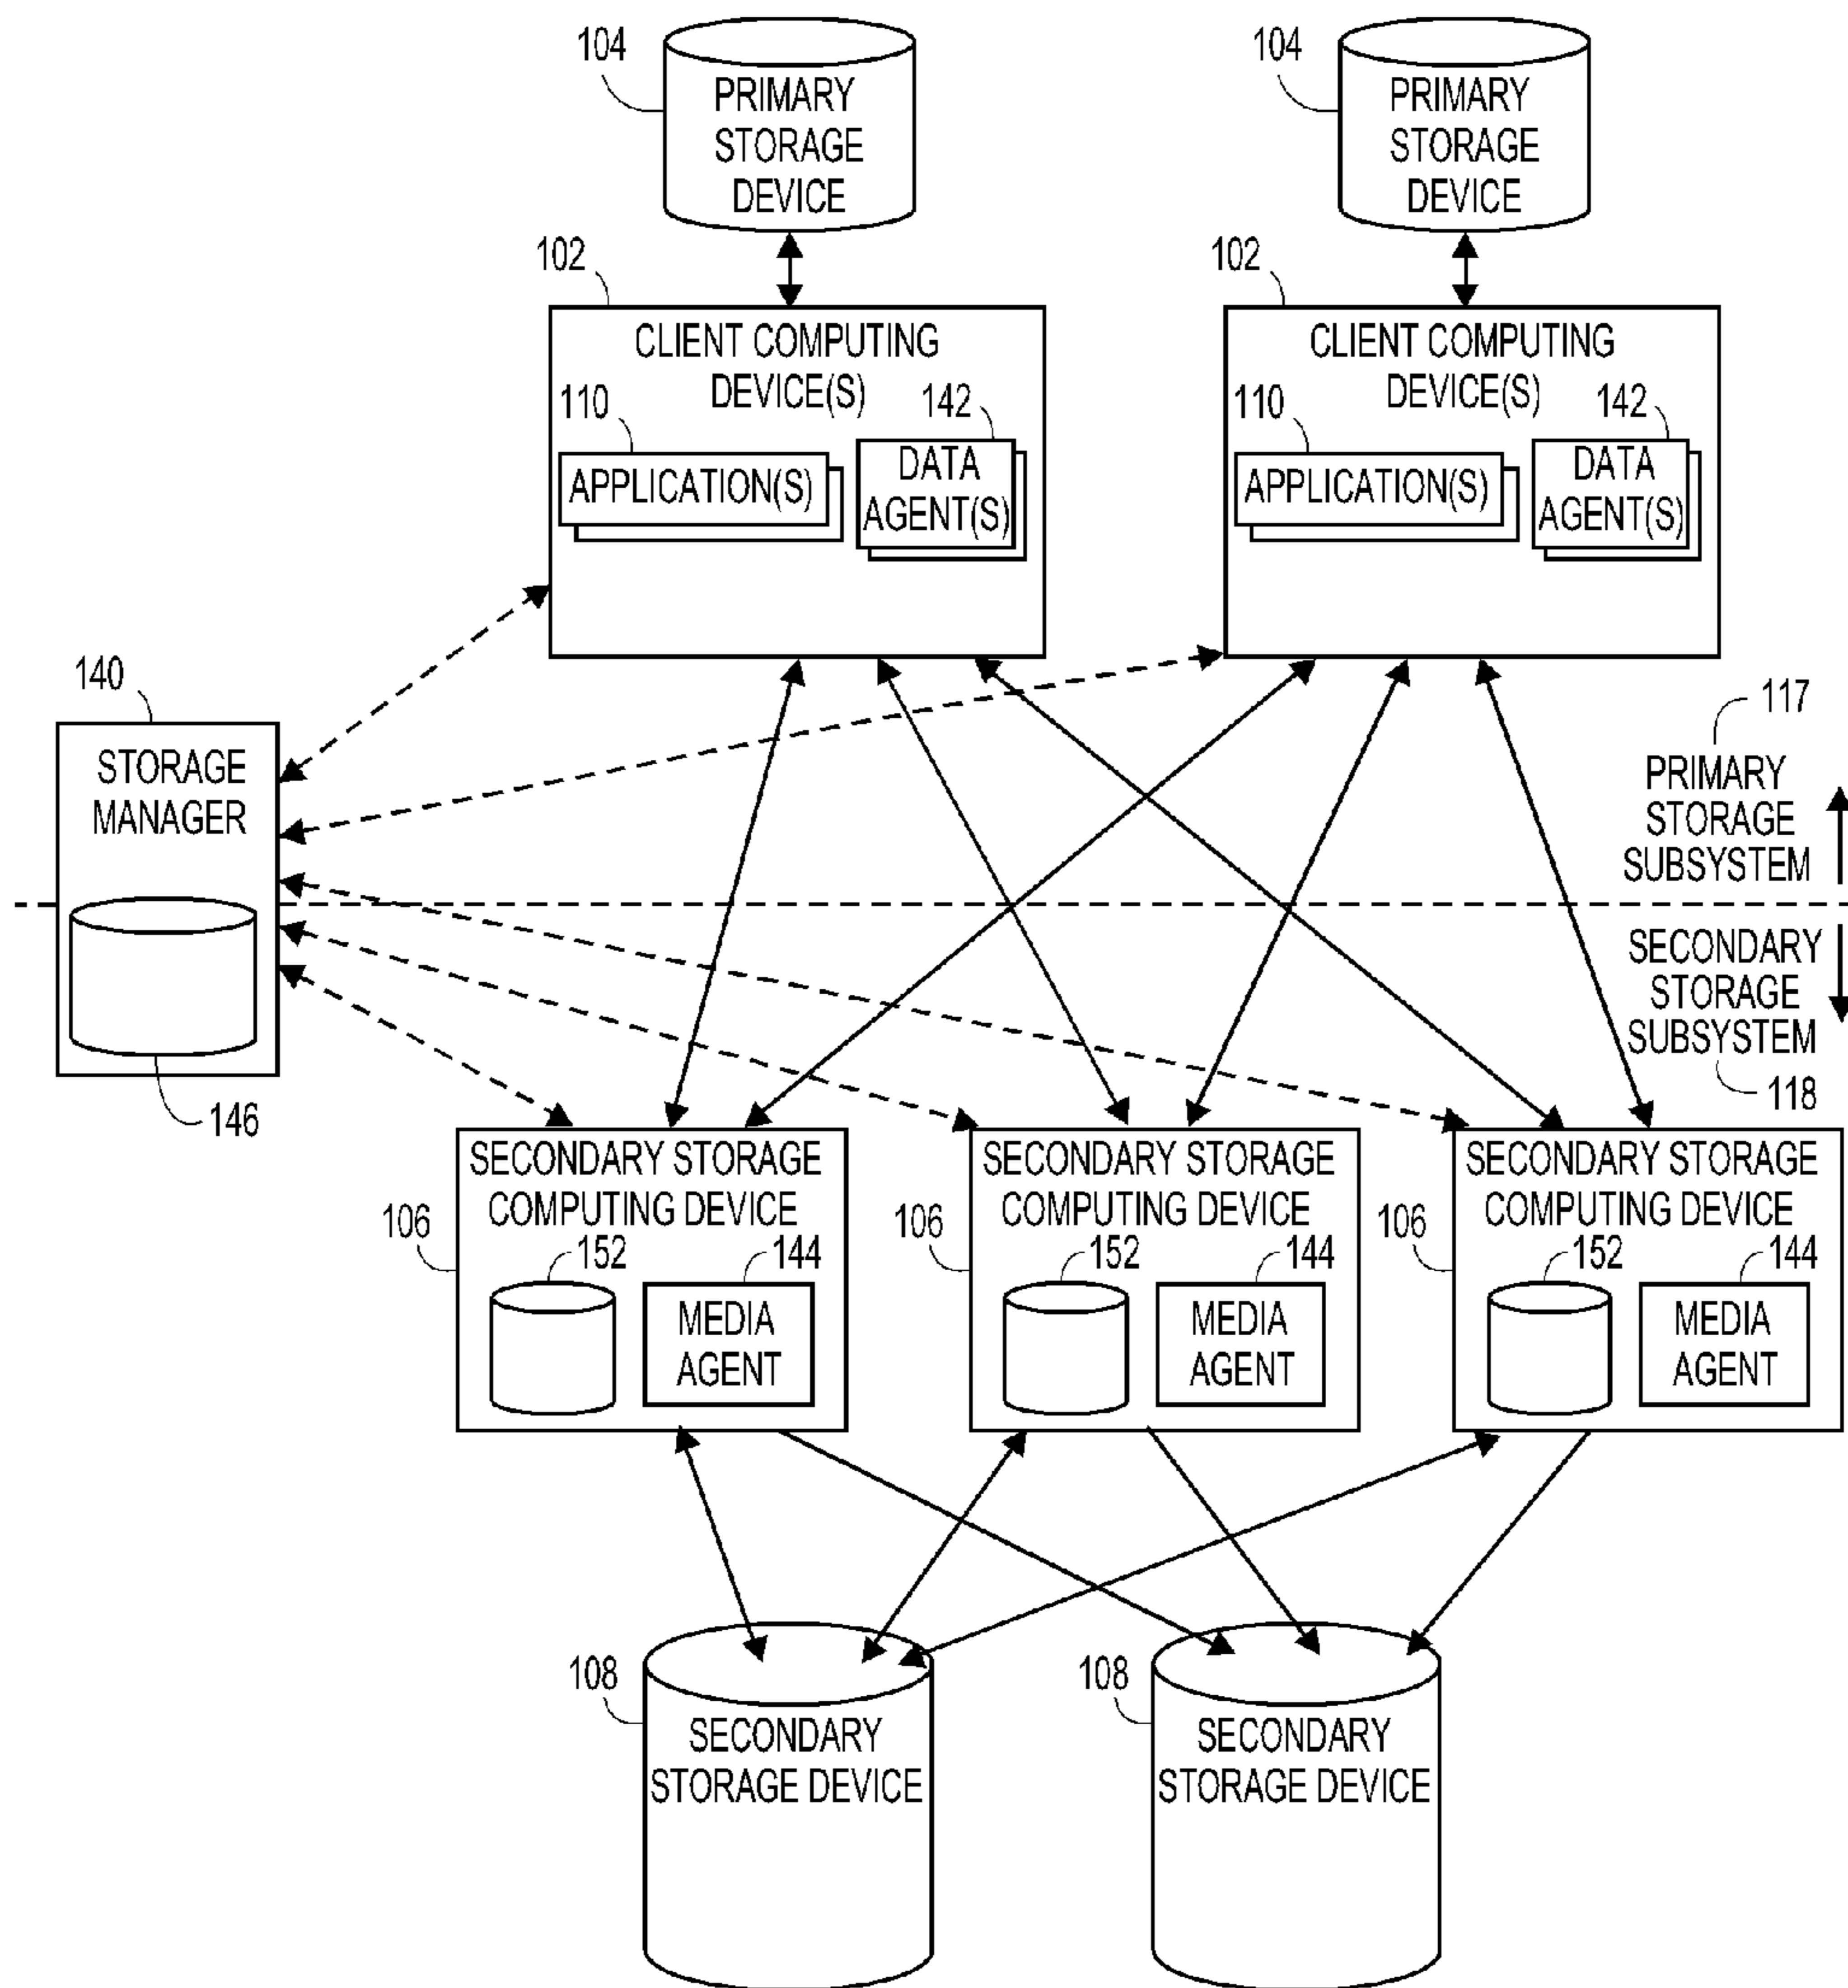 104
PRIMARY
STORAGE
DEVICE
104
PRIMARY
STORAGE
DEVICE
102
CLIENT COMPUTING
DEVICE(S)
110
142
APPLICATION(S)
DATA
AGENT(S)
102
CLIENT COMPUTING
DEVICE(S)
110
142
APPLICATION(S)
DATA
AGENT(S)
140
STORAGE
MANAGER
146
117
PRIMARY
STORAGE
SUBSYSTEM
SECONDARY
STORAGE
SUBSYSTEM
118
106
SECONDARY STORAGE
COMPUTING DEVICE
152
144
MEDIA
AGENT
106
SECONDARY STORAGE
COMPUTING DEVICE
152
144
MEDIA
AGENT
106
SECONDARY STORAGE
COMPUTING DEVICE
152
144
MEDIA
AGENT
108
SECONDARY
STORAGE DEVICE
108
SECONDARY
STORAGE DEVICE